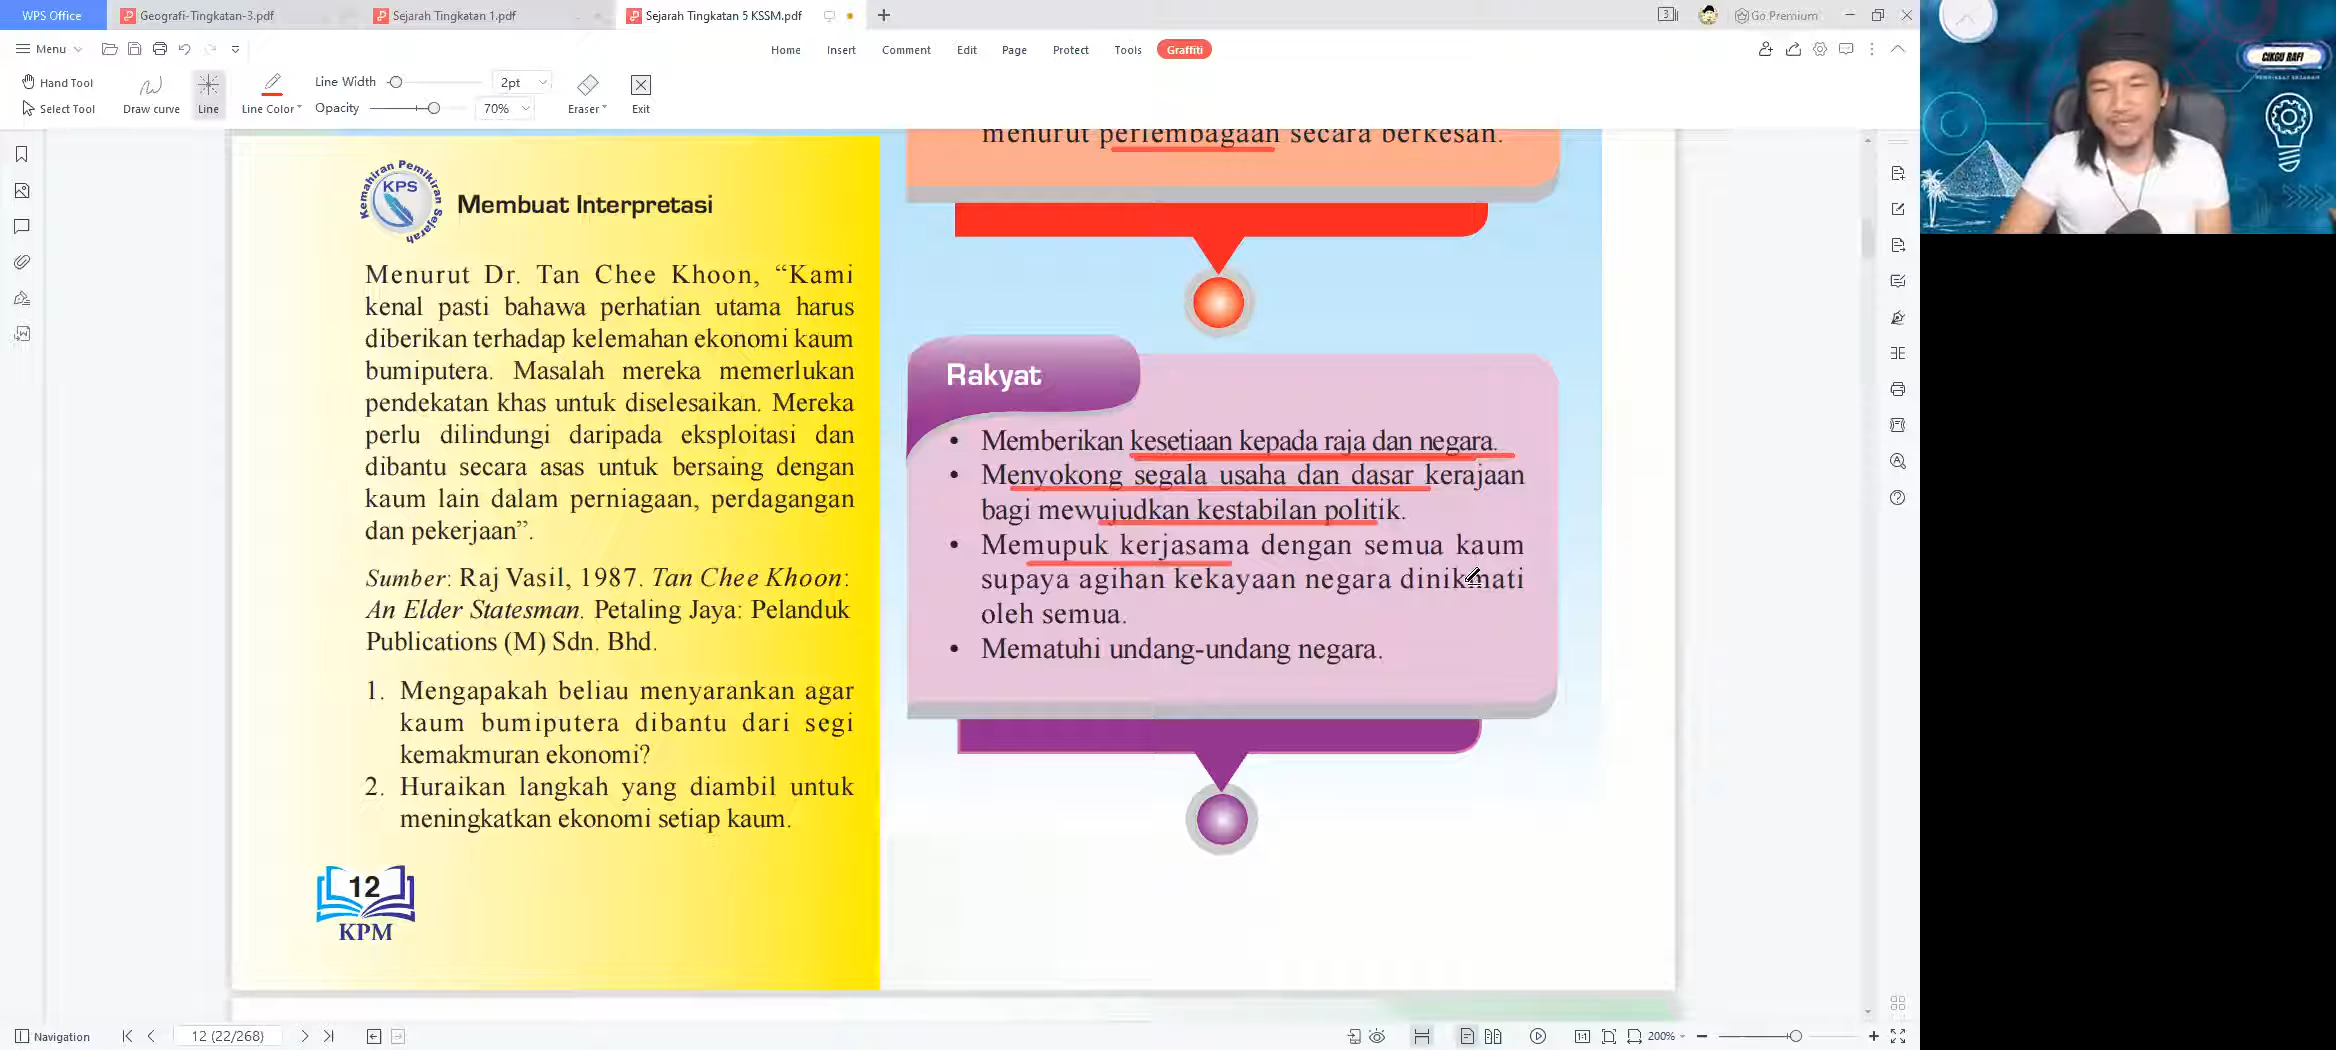 WPS Office
Geografi-Tingkatan-3.pdf
Sejarah Tingkatan 1.pdf
Sejarah Tingkatan 5 KSSM.pdf
Go Premium
Menu
Home Insert Comment Edit Page Protect Tools Graffiti
Hand Tool
Select Tool
Draw curve
Line
Line Color
Line Width
2pt
Opacity
70%
Eraser
Exit
CIKGU RAFI
Kemahiran Pemikiran Sejarah
KPS
Membuat Interpretasi
Menurut Dr. Tan Chee Khoon, “Kami
kenal pasti bahawa perhatian utama harus
diberikan terhadap kelemahan ekonomi kaum
bumiputera. Masalah mereka memerlukan
pendekatan khas untuk diselesaikan. Mereka
perlu dilindungi daripada eksploitasi dan
dibantu secara asas untuk bersaing dengan
kaum lain dalam perniagaan, perdagangan
dan pekerjaan”.
Sumber: Raj Vasil, 1987. Tan Chee Khoon:
An Elder Statesman. Petaling Jaya: Pelanduk
Publications (M) Sdn. Bhd.
1. Mengapakah beliau menyarankan agar
kaum bumiputera dibantu dari segi
kemakmuran ekonomi?
2. Huraikan langkah yang diambil untuk
meningkatkan ekonomi setiap kaum.
12
KPM
menurut perlembagaan secara berkesan.
Rakyat
• Memberikan kesetiaan kepada raja dan negara.
• Menyokong segala usaha dan dasar kerajaan
bagi mewujudkan kestabilan politik.
• Memupuk kerjasama dengan semua kaum
supaya agihan kekayaan negara dinikmati
oleh semua.
• Mematuhi undang-undang negara.
Navigation
12 (22/268)
200%